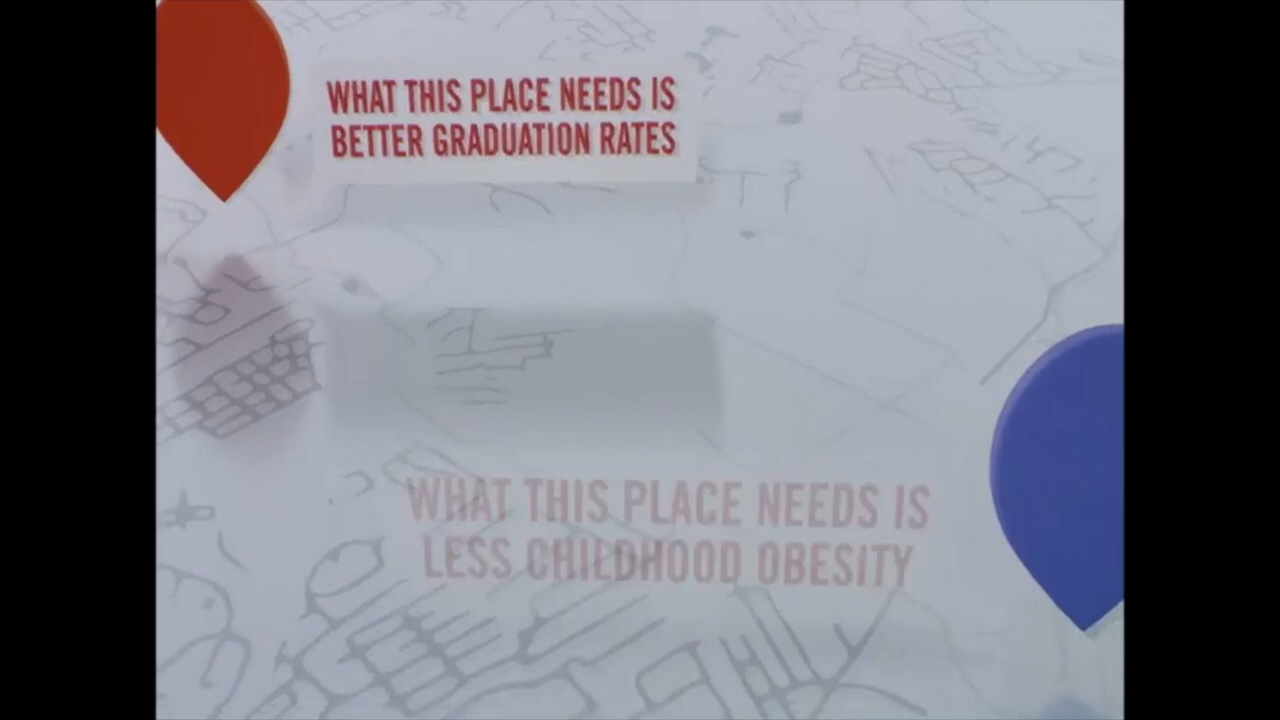 WHAT THIS PLACE NEEDS IS
BETTER GRADUATION RATES
WHAT THIS PLACE NEEDS IS
LESS CHILDHOOD OBESITY